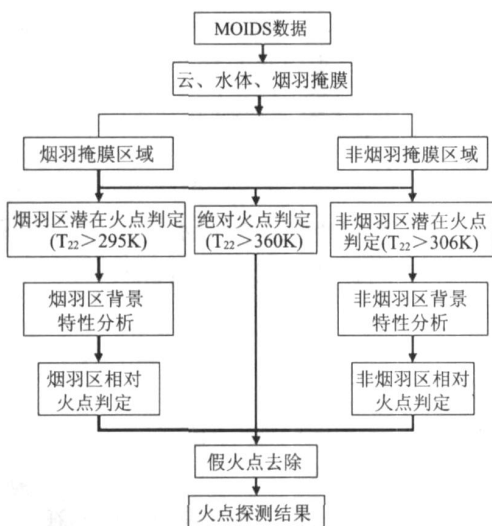 MOIDS数据
云、水体、烟羽掩膜
烟羽掩膜区域
非烟羽掩膜区域
烟羽区潜在火点判定
(T₂₂＞295K)
绝对火点判定
(T₂₂＞360K)
非烟羽区潜在火点
判定(T₂₂＞306K)
烟羽区背景
特性分析
非烟羽区背景
特性分析
烟羽区相对
火点判定
非烟羽区相对
火点判定
假火点去除
火点探测结果